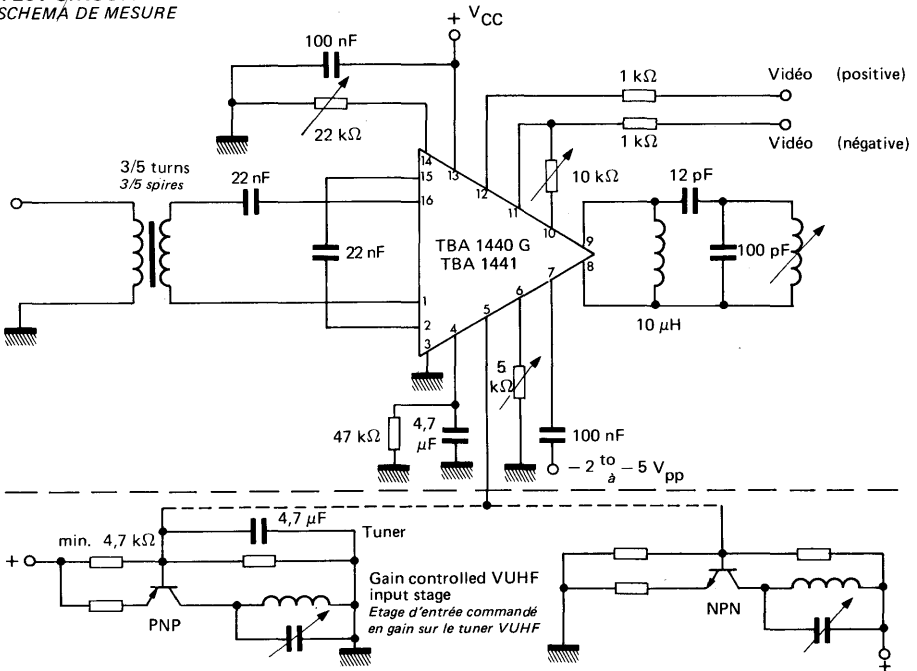 SCHEMA DE MESURE
+ VCC
100 nF
22 kΩ
1 kΩ
Vidéo (positive)
1 kΩ
Vidéo (négative)
3/5 turns
3/5 spires
22 nF
22 nF
14
15
16
13
12
11
10
10 kΩ
12 pF
TBA 1440 G
TBA 1441
9
8
7
100 pF
10 μH
1
2
3
4
5
6
5
kΩ
47 kΩ
4,7
μF
100 nF
− 2 to − 5 Vpp
à
4,7 μF
Tuner
min. 4,7 kΩ
+
PNP
Gain controlled VUHF
input stage
Etage d'entrée commandé
en gain sur le tuner VUHF
NPN
+